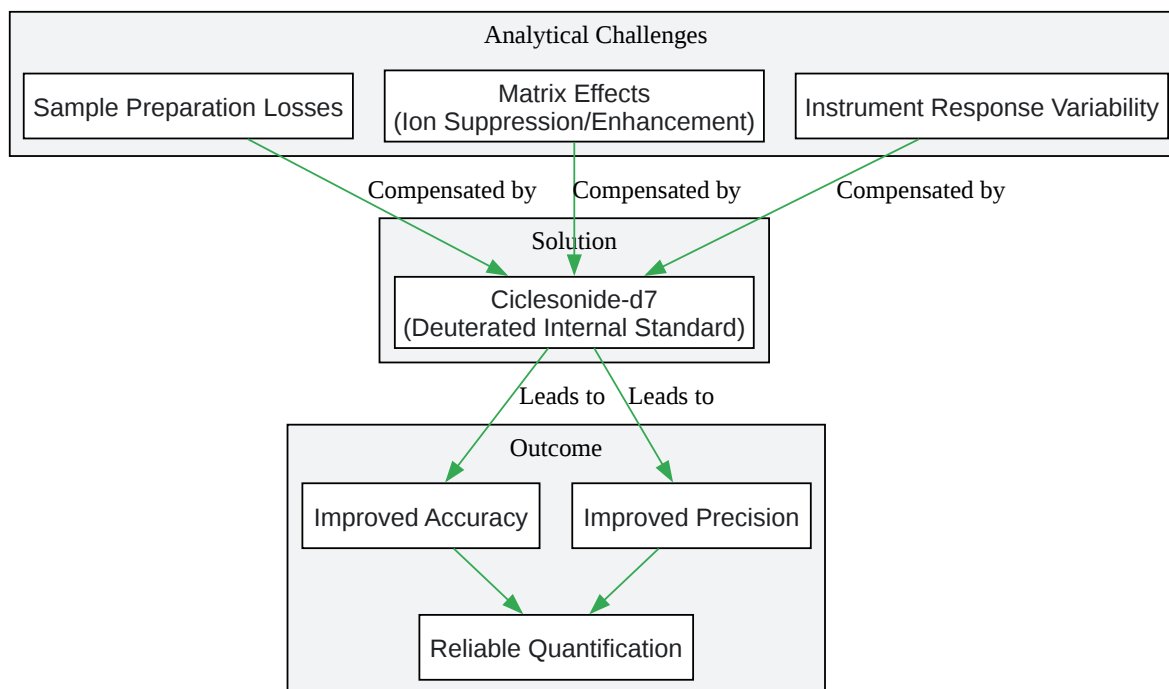 Analytical Challenges
Sample Preparation Losses
Matrix Effects
(Ion Suppression/Enhancement)
Instrument Response Variability
Compensated by
Compensated by
Compensated by
Solution
Ciclesonide-d7
(Deuterated Internal Standard)
Leads to
Leads to
Outcome
Improved Accuracy
Improved Precision
Reliable Quantification